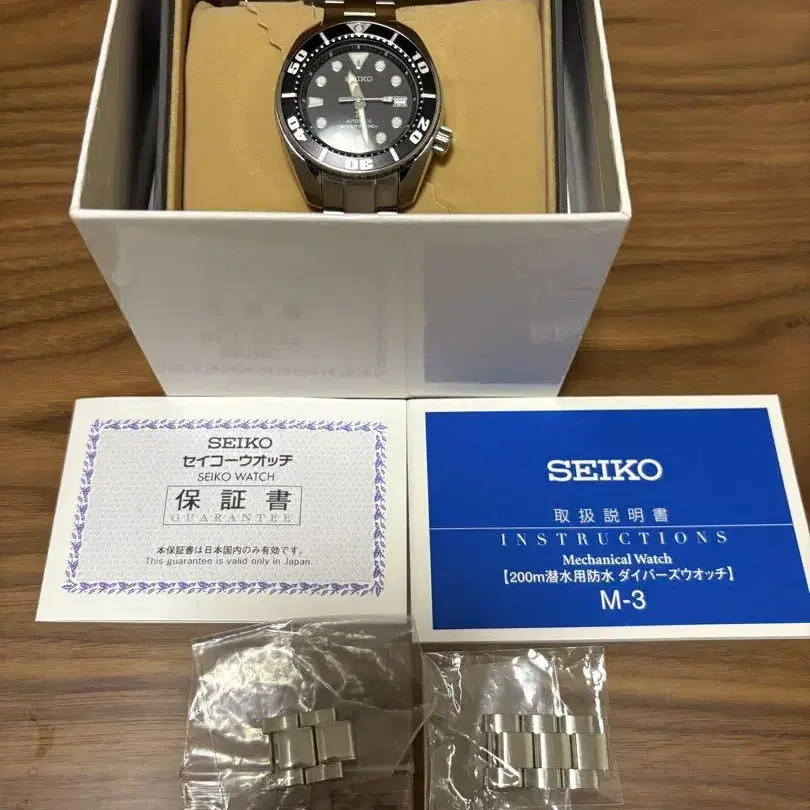 50
10
SEIKO
AUTOMATIC
40
20
30
SEIKO
セイコーウオッチ
SEIKO WATCH
保証書
GUARANTEE
本保証書は日本国内のみ有効です。
This guarantee is valid only in Japan.
SEIKO
取扱説明書
INSTRUCTIONS
Mechanical Watch
【200m潜水用防水 ダイバーズウオッチ】
M-3